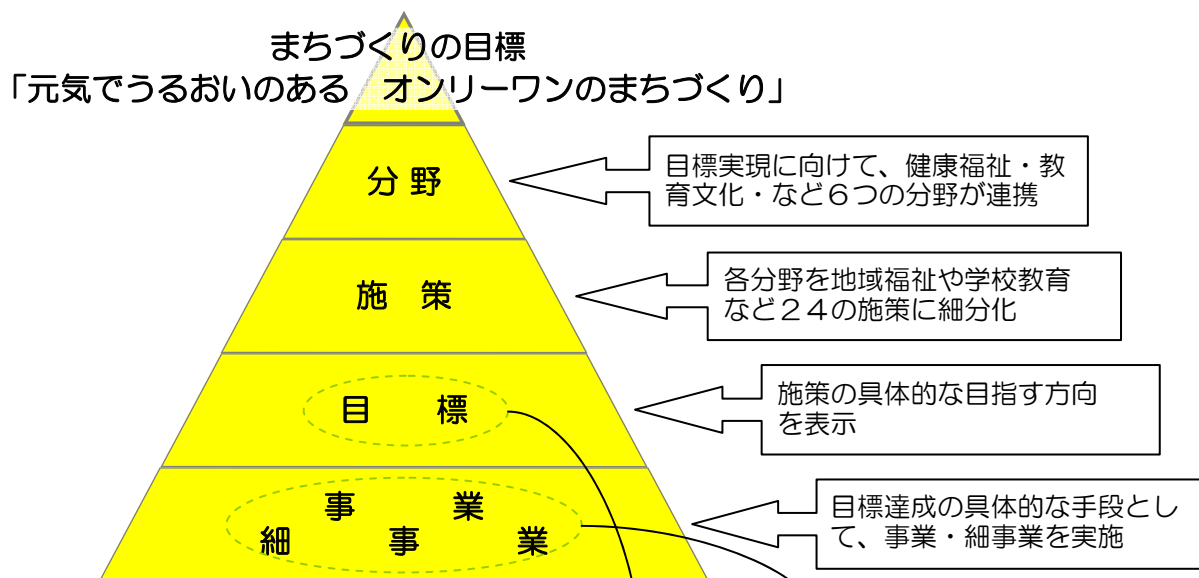 まちづくりの目標
「元気でうるおいのある　オンリーワンのまちづくり」
分 野
目標実現に向けて、健康福祉・教
育文化・など６つの分野が連携
施　策
各分野を地域福祉や学校教育
など２４の施策に細分化
目　　標
施策の具体的な目指す方向
を表示
事　　　業
細　　　事　　　業
目標達成の具体的な手段とし
て、事業・細事業を実施